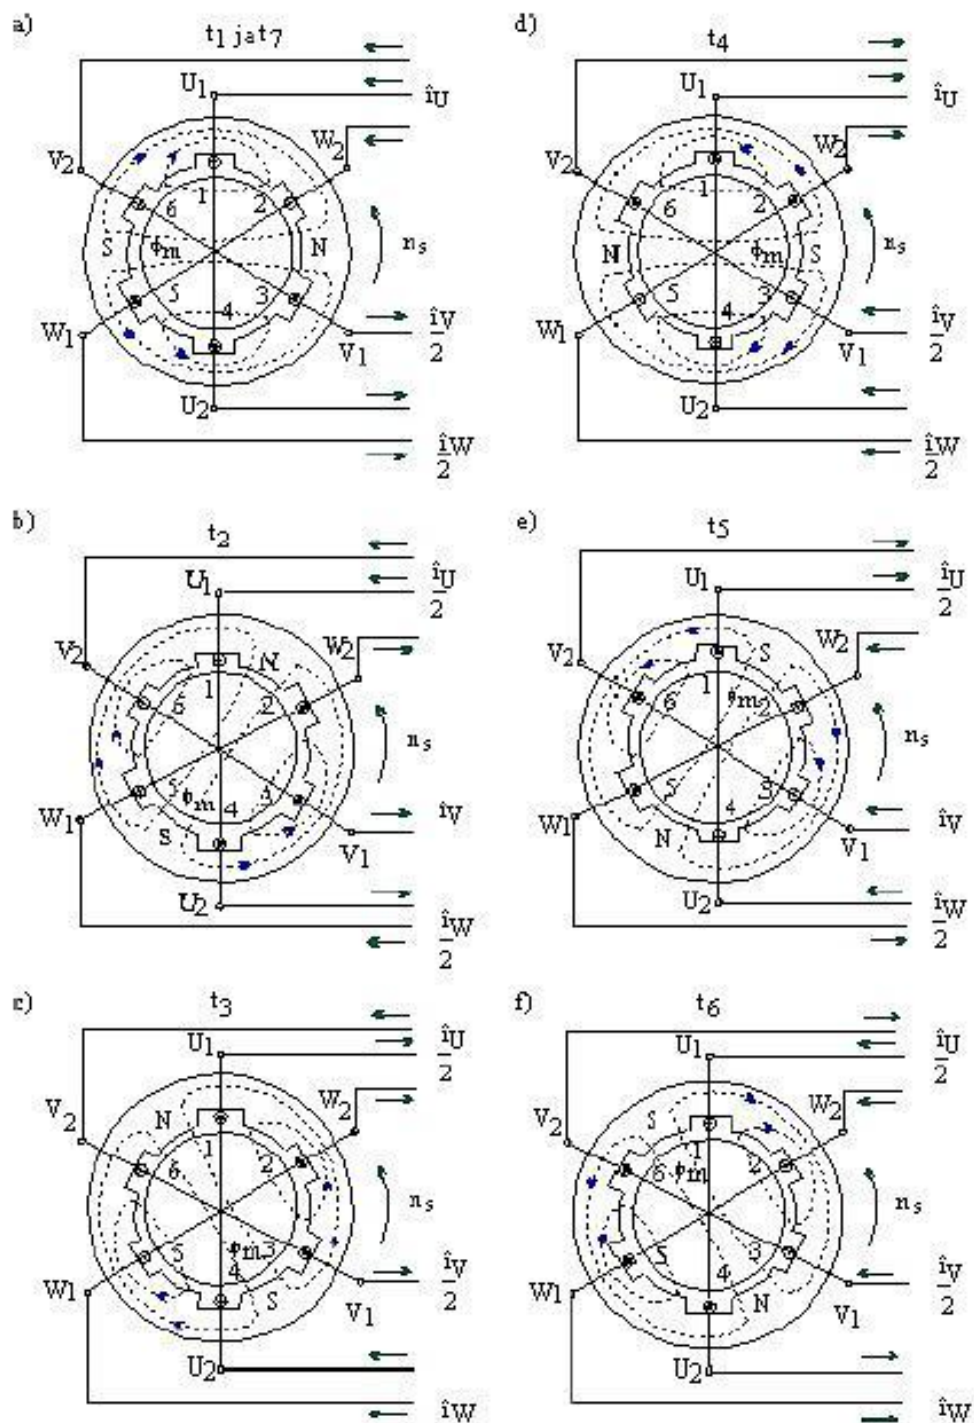 a)
t1 ja t7
U1
îU
W2
V2
1
6
2
S
ϕm
N
ns
5
4
3
W1
V1
îV/2
U2
îW/2
d)
t4
U1
îU
W2
V2
1
6
2
N
ϕm
S
ns
5
4
3
W1
V1
îV/2
U2
îW/2
b)
t2
U1
îU/2
W2
V2
N
1
6
2
ns
5
ϕm
4
3
îV
W1
S
V1
U2
îW/2
e)
t5
U1
îU/2
W2
V2
S
1
6
ϕm
2
ns
5
4
3
îV
W1
N
V1
U2
îW/2
c)
t3
U1
îU/2
W2
V2
N
1
6
2
ns
5
ϕm
3
4
S
W1
V1
îV/2
U2
îW
f)
t6
U1
îU/2
W2
V2
S
1
6
ϕm
2
ns
5
4
3
N
W1
V1
îV/2
U2
îW